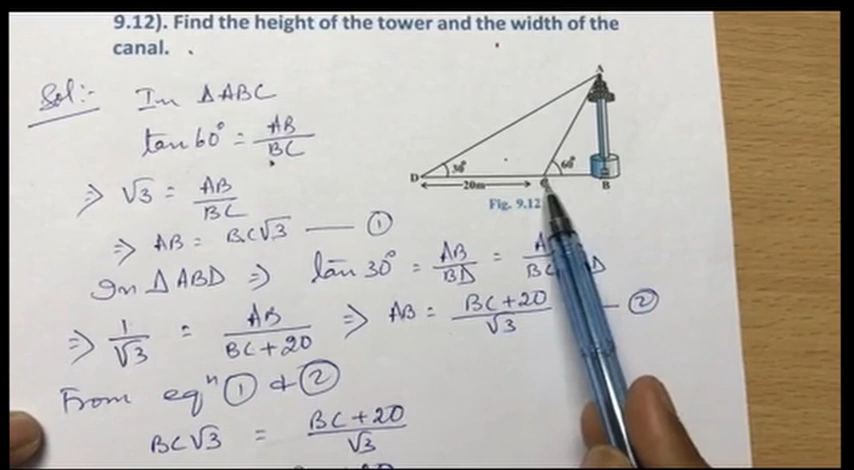 9.12). Find the height of the tower and the width of the
canal.
Sol:- In ΔABC
tan 60° = AB/BC
⇒ √3 = AB/BC
⇒ AB = BC√3 —— ①
In ΔABD ⇒ tan 30° = AB/BD =
⇒ 1/√3 = AB/BC+20 ⇒ AB = BC+20/√3 — ②
From eqⁿ ① & ②
BC√3 = BC+20/√3
A
D 30° 60°
20m B
Fig. 9.12